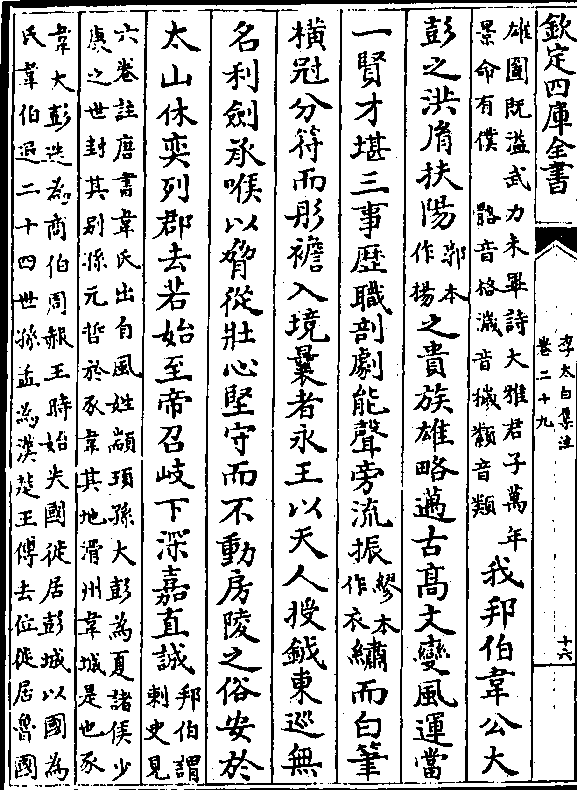 欽定四庫全書
李太白集注
卷二十九
十六
雄圖既溢武力未畢詩大雅君子萬年
景命有僕 骼音格濊音穢纇音類
我邦伯韋公大
彭之洪胄扶陽
郭本
作楊
之貴族雄略邁古高文變風運當
一賢才堪三事歴職剖劇能聲旁流振
繆本
作衣
繡而白筆
橫冠分符而彤襜入境曩者永王以天人授鉞東巡無
名利劍承喉以脅從壯心堅守而不動房陵之俗安於
太山休奕列郡去若始至帝召岐下深嘉直誠
邦伯謂
刺史見
六卷註唐書韋氏出自風姓顓頊孫大彭為夏諸侯少
康之世封其别孫元哲於豕韋其地滑州韋城是也豕
韋大彭迭為商伯周赧王時始失國徙居彭城以國為
氏韋伯遐二十四世孫孟為漢楚王傅去位徙居魯國